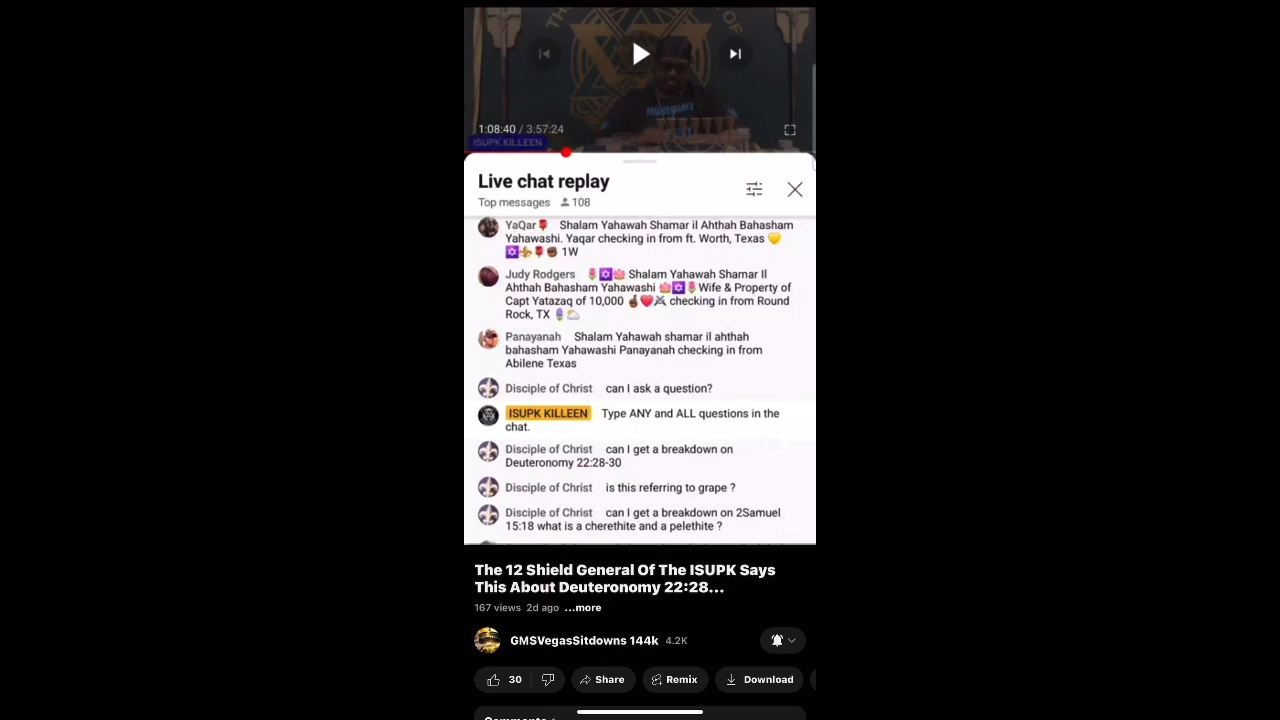 THE
OF
MONOGAMY
1:08:40 / 3:57:24
ISUPK KILLEEN
Live chat replay
Top messages 108
YaQar🌹 Shalam Yahawah Shamar il Ahthah Bahasham
Yahawashi. Yaqar checking in from ft. Worth, Texas 💛
1W
Judy Rodgers Shalam Yahawah Shamar Il
Ahthah Bahasham Yahawashi Wife & Property of
Capt Yatazaq of 10,000 checking in from Round
Rock, TX
Panayanah Shalam Yahawah shamar il ahthah
bahasham Yahawashi Panayanah checking in from
Abilene Texas
Disciple of Christ can I ask a question?
ISUPK KILLEEN Type ANY and ALL questions in the
chat.
Disciple of Christ can I get a breakdown on
Deuteronomy 22:28-30
Disciple of Christ is this referring to grape ?
Disciple of Christ can I get a breakdown on 2Samuel
15:18 what is a cherethite and a pelethite ?
The 12 Shield General Of The ISUPK Says
This About Deuteronomy 22:28...
167 views 2d ago ...more
GMSVegasSitdowns 144k 4.2K
30 Share Remix Download